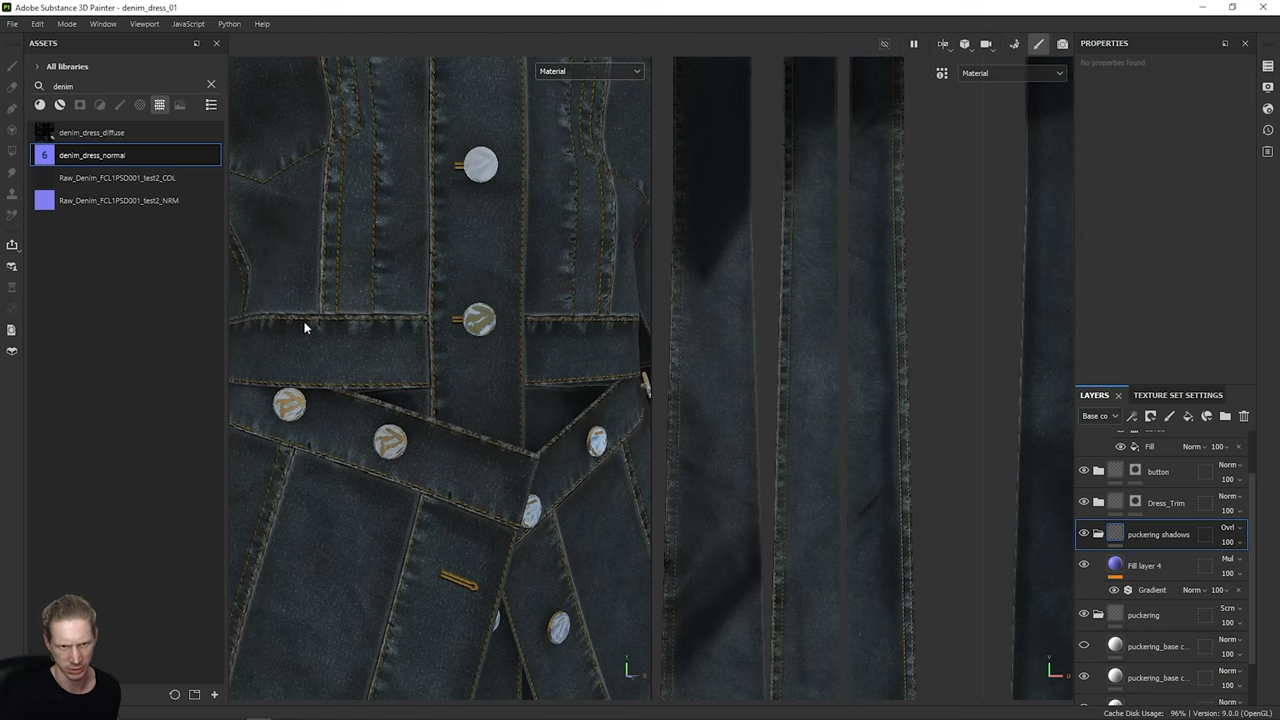 Adobe Substance 3D Painter - denim_dress_01
File Edit Mode Window Viewport JavaScript Python Help
ASSETS
All libraries
denim
denim_dress_diffuse
6 denim_dress_normal
Raw_Denim_FCL1PSD001_test2_COL
Raw_Denim_FCL1PSD001_test2_NRM
Material
Material
PROPERTIES
No properties found
LAYERS TEXTURE SET SETTINGS
Base co
Fill Norm 100
button Norm 100
Dress_Trim Norm 100
puckering shadows Ovrl 100
Fill layer 4 Mul 100
Gradient Norm 100
puckering Scrn 100
puckering_base c... Norm 100
puckering_base c... Norm 100
Cache Disk Usage: 96% | Version: 9.0.0 (OpenGL)